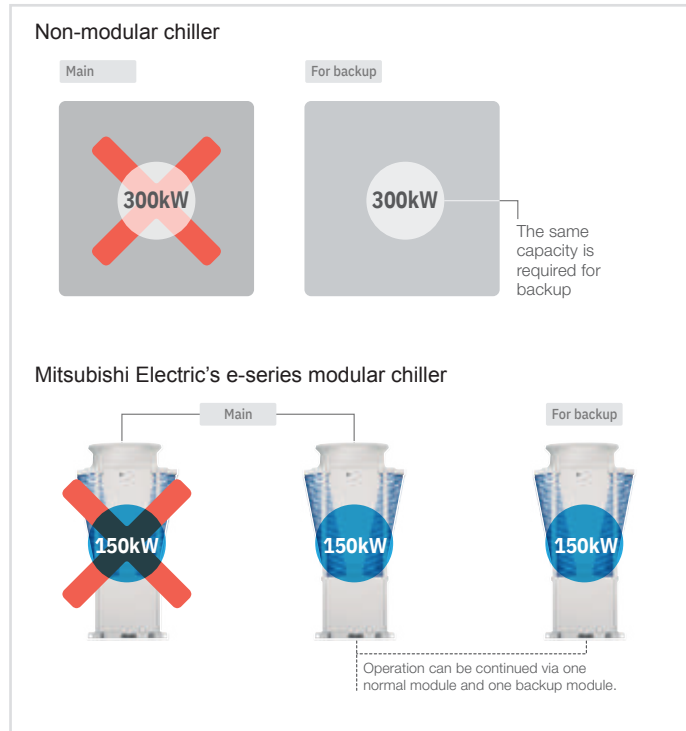 Non-modular chiller
Main
For backup
300kW
300kW
The same
capacity is
required for
backup
Mitsubishi Electric’s e-series modular chiller
Main
For backup
150kW
150kW
150kW
Operation can be continued via one
normal module and one backup module.